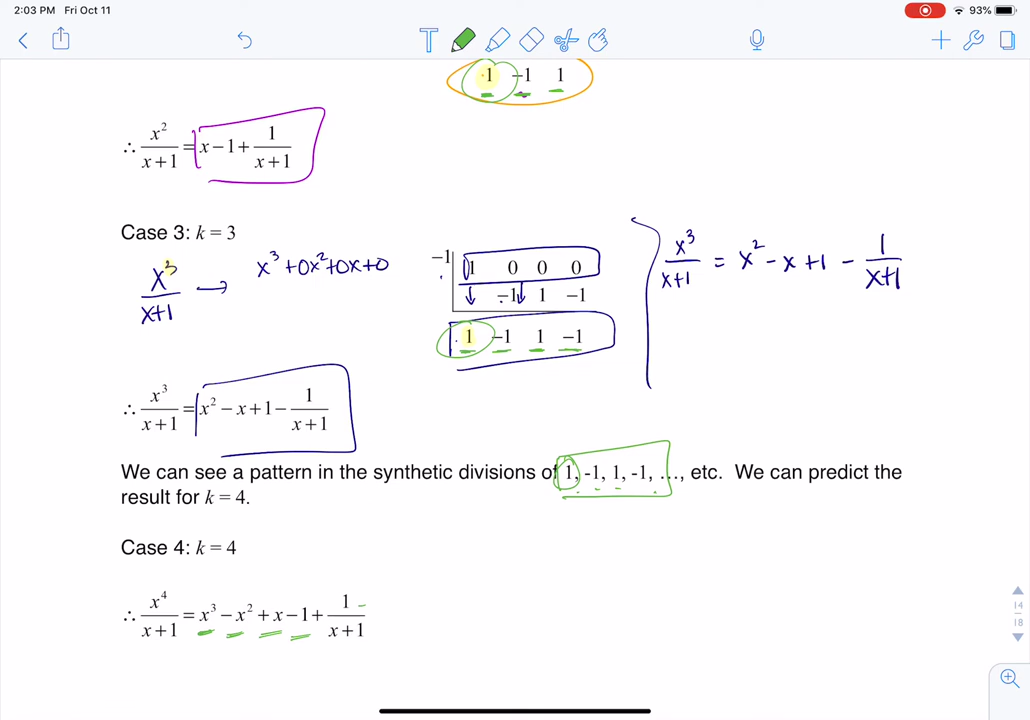 2:03 PM Fri Oct 11
93%
T
1 −1 1
∴ x²/(x+1) = x − 1 + 1/(x+1)
Case 3: k = 3
x³/(x+1) → x³ + 0x² + 0x + 0
−1 | 1 0 0 0
−1 1 −1
1 −1 1 −1
x³/(x+1) = x² − x + 1 − 1/(x+1)
∴ x³/(x+1) = x² − x + 1 − 1/(x+1)
We can see a pattern in the synthetic divisions of 1, -1, 1, -1, …, etc. We can predict the
result for k = 4.
Case 4: k = 4
∴ x⁴/(x+1) = x³ − x² + x − 1 + 1/(x+1)
14
18